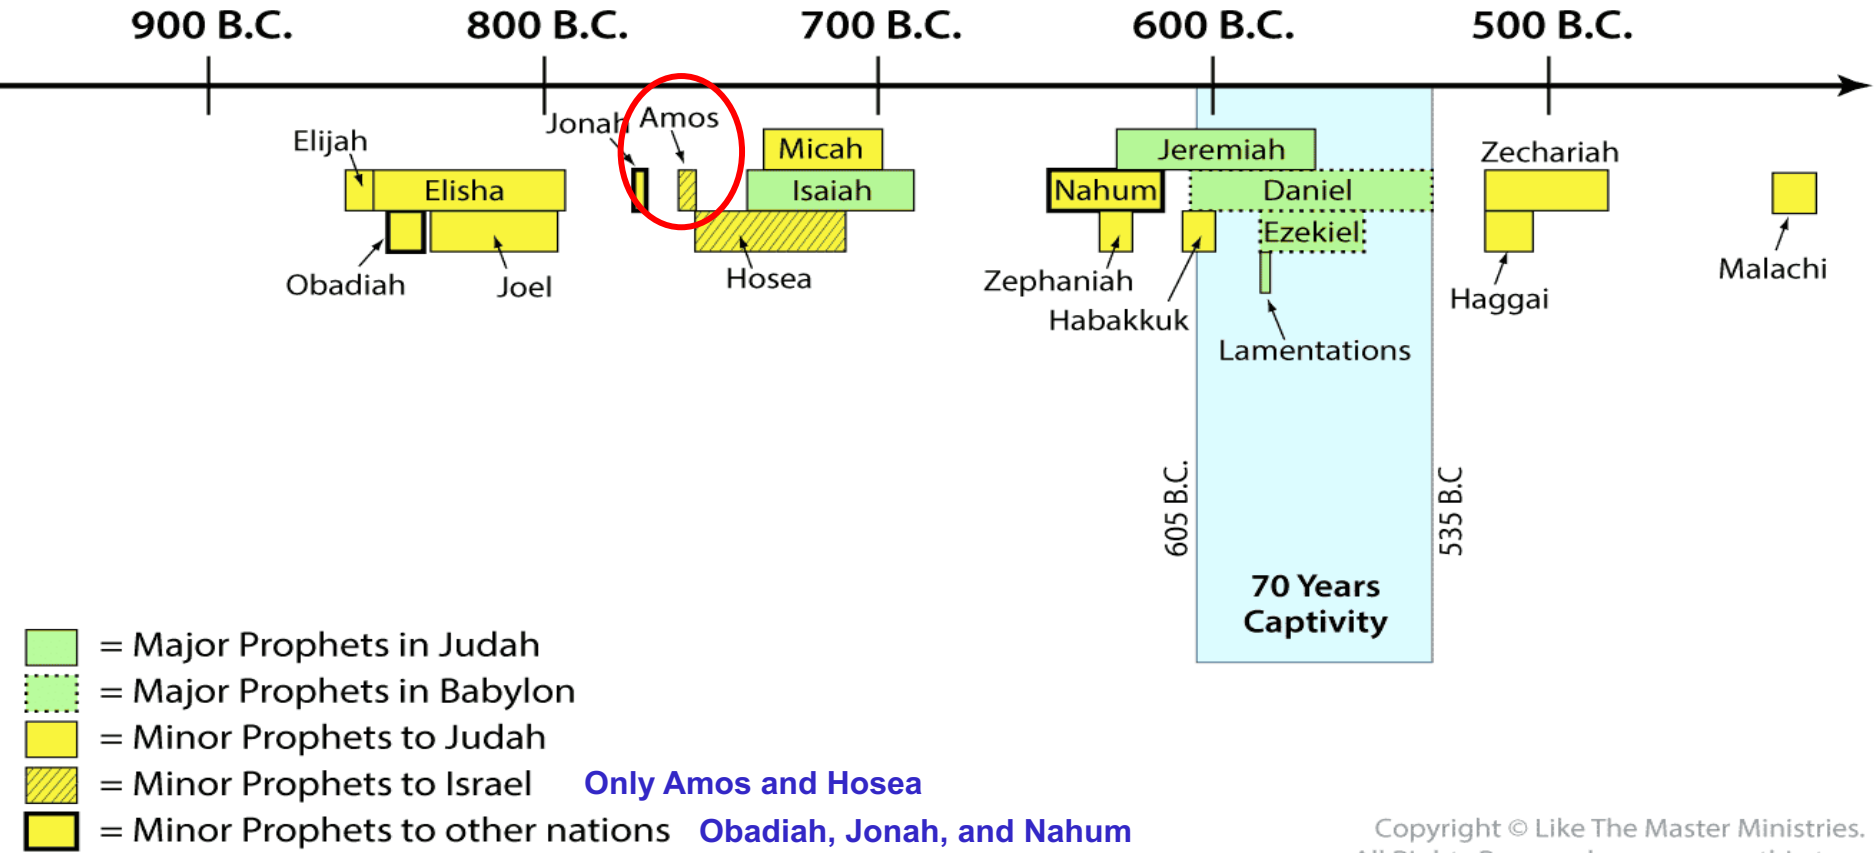 900 B.C. 800 B.C. 700 B.C. 600 B.C. 500 B.C.
Jonah Amos
Elijah
Micah
Jeremiah
Zechariah
Elisha
Isaiah
Nahum
Daniel
Ezekiel
Obadiah
Joel
Hosea
Zephaniah
Habakkuk
Lamentations
Haggai
Malachi
605 B.C.
535 B.C
70 Years
Captivity
= Major Prophets in Judah
= Major Prophets in Babylon
= Minor Prophets to Judah
= Minor Prophets to Israel Only Amos and Hosea
= Minor Prophets to other nations Obadiah, Jonah, and Nahum
Copyright © Like The Master Ministries.